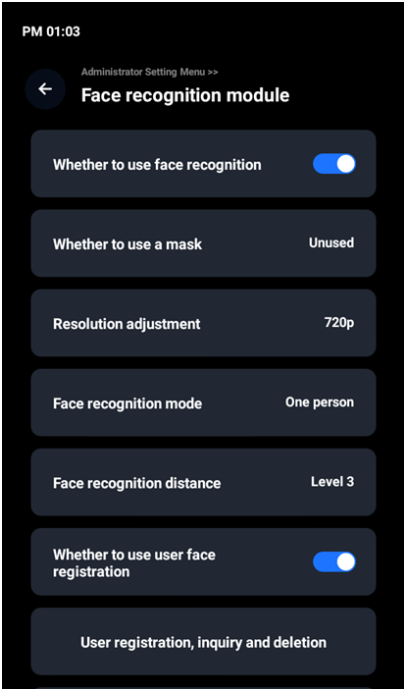 PM 01:03
Administrator Setting Menu >>
Face recognition module
Whether to use face recognition
Whether to use a mask
Unused
Resolution adjustment
720p
Face recognition mode
One person
Face recognition distance
Level 3
Whether to use user face
registration
User registration, inquiry and deletion